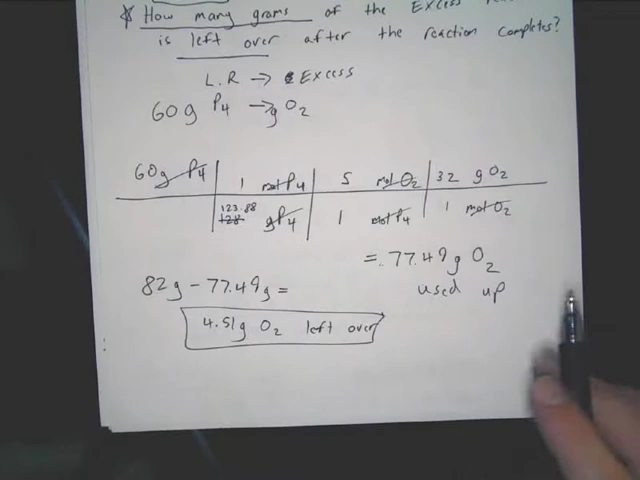 * How many grams of the Excess
is left over after the reaction completes?
L.R → Excess
60g P4 → g O2
60g P4 | 1 mol P4 | 5 mol O2 | 32 g O2
123.88 128 g P4 | 1 mol P4 | 1 mol O2
= 77.49g O2
used up
82g - 77.49g =
4.51g O2 left over